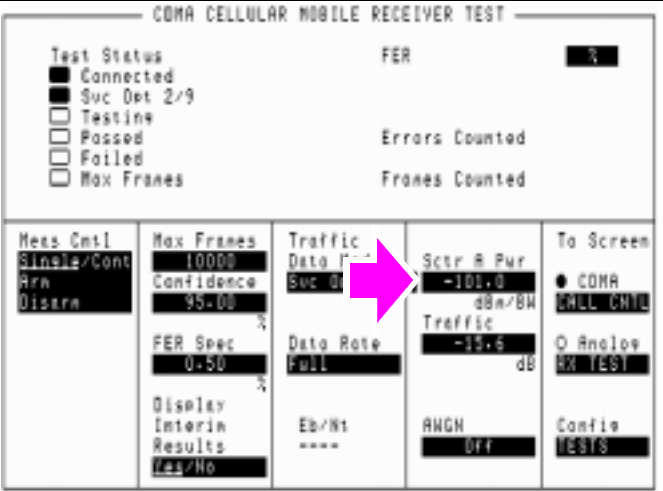 CDMA CELLULAR MOBILE RECEIVER TEST
Test Status
Connected
Svc Opt 2/9
Testing
Passed
Failed
Max Frames
FER
%
Errors Counted
Frames Counted
Meas Cntl
Single/Cont
Arm
Disarm
Max Frames
10000
Confidence
95.00
%
FER Spec
0.50
%
Display
Interim
Results
Yes/No
Traffic
Data
Svc
Data Rate
Full
Eb/Nt
----
Sctr A Pwr
-101.0
dBm/BW
Traffic
-15.6
dB
AWGN
Off
To Screen
CDMA
CALL CNTL
Analog
RX TEST
Config
TESTS